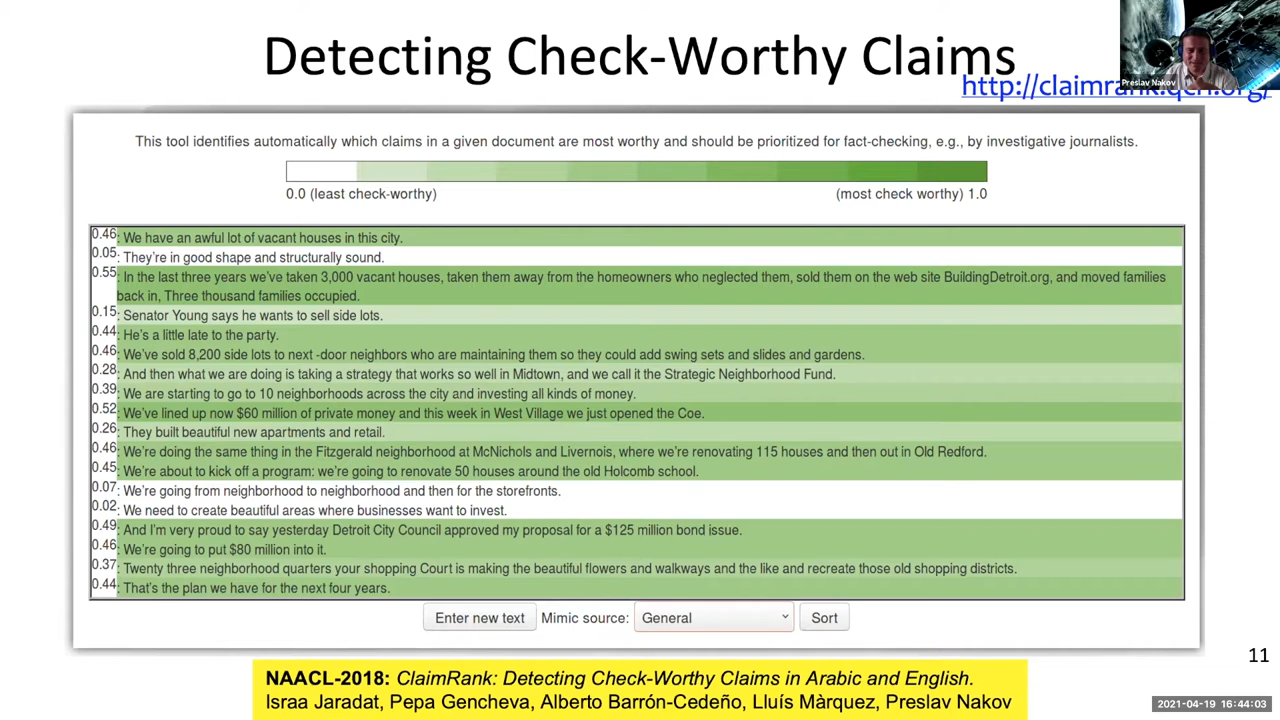 Detecting Check-Worthy Claims
Preslav Nakov
http://claimrank.qcri.org/
This tool identifies automatically which claims in a given document are most worthy and should be prioritized for fact-checking, e.g., by investigative journalists.
0.0 (least check-worthy) (most check worthy) 1.0
0.46: We have an awful lot of vacant houses in this city.
0.05: They're in good shape and structurally sound.
0.55: In the last three years we've taken 3,000 vacant houses, taken them away from the homeowners who neglected them, sold them on the web site BuildingDetroit.org, and moved families
back in, Three thousand families occupied.
0.15: Senator Young says he wants to sell side lots.
0.44: He's a little late to the party.
0.46: We've sold 8,200 side lots to next -door neighbors who are maintaining them so they could add swing sets and slides and gardens.
0.28: And then what we are doing is taking a strategy that works so well in Midtown, and we call it the Strategic Neighborhood Fund.
0.39: We are starting to go to 10 neighborhoods across the city and investing all kinds of money.
0.52: We've lined up now $60 million of private money and this week in West Village we just opened the Coe.
0.26: They built beautiful new apartments and retail.
0.46: We're doing the same thing in the Fitzgerald neighborhood at McNichols and Livernois, where we're renovating 115 houses and then out in Old Redford.
0.45: We're about to kick off a program: we're going to renovate 50 houses around the old Holcomb school.
0.07: We're going from neighborhood to neighborhood and then for the storefronts.
0.02: We need to create beautiful areas where businesses want to invest.
0.49: And I'm very proud to say yesterday Detroit City Council approved my proposal for a $125 million bond issue.
0.46: We're going to put $80 million into it.
0.37: Twenty three neighborhood quarters your shopping Court is making the beautiful flowers and walkways and the like and recreate those old shopping districts.
0.44: That's the plan we have for the next four years.
Enter new text Mimic source: General Sort
11
NAACL-2018: ClaimRank: Detecting Check-Worthy Claims in Arabic and English.
Israa Jaradat, Pepa Gencheva, Alberto Barrón-Cedeño, Lluís Màrquez, Preslav Nakov
2021-04-19 16:44:03